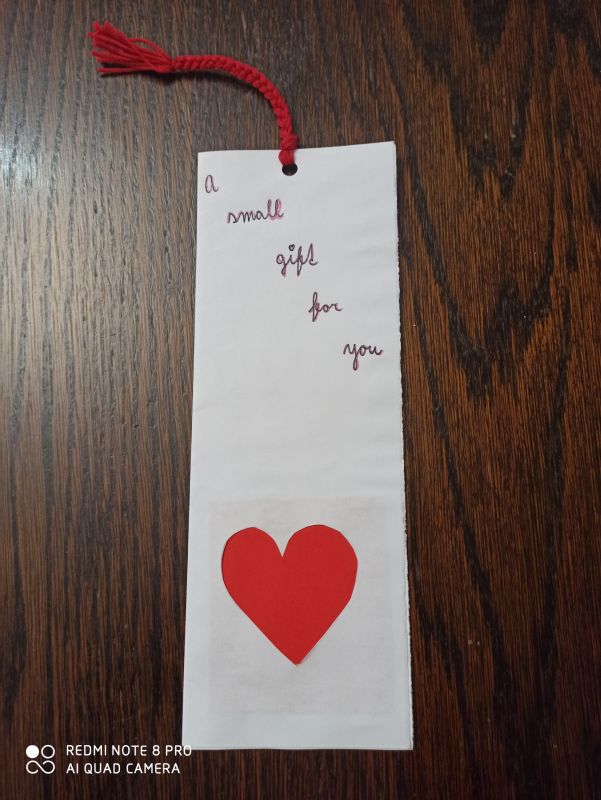 a
small
gift
for
you
REDMI NOTE 8 PRO
AI QUAD CAMERA